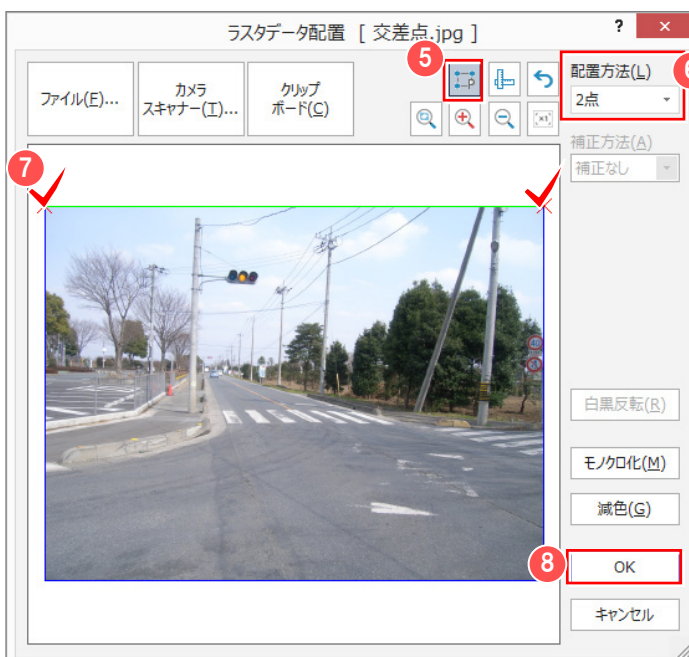 ラスタデータ配置 [ 交差点.jpg ]
?
×
5
6
ファイル(F)...
カメラ
スキャナー(T)...
クリップ
ボード(C)
P
×1
配置方法(L)
2点
補正方法(A)
補正なし
7
40
白黒反転(R)
モノクロ化(M)
減色(G)
8
OK
キャンセル